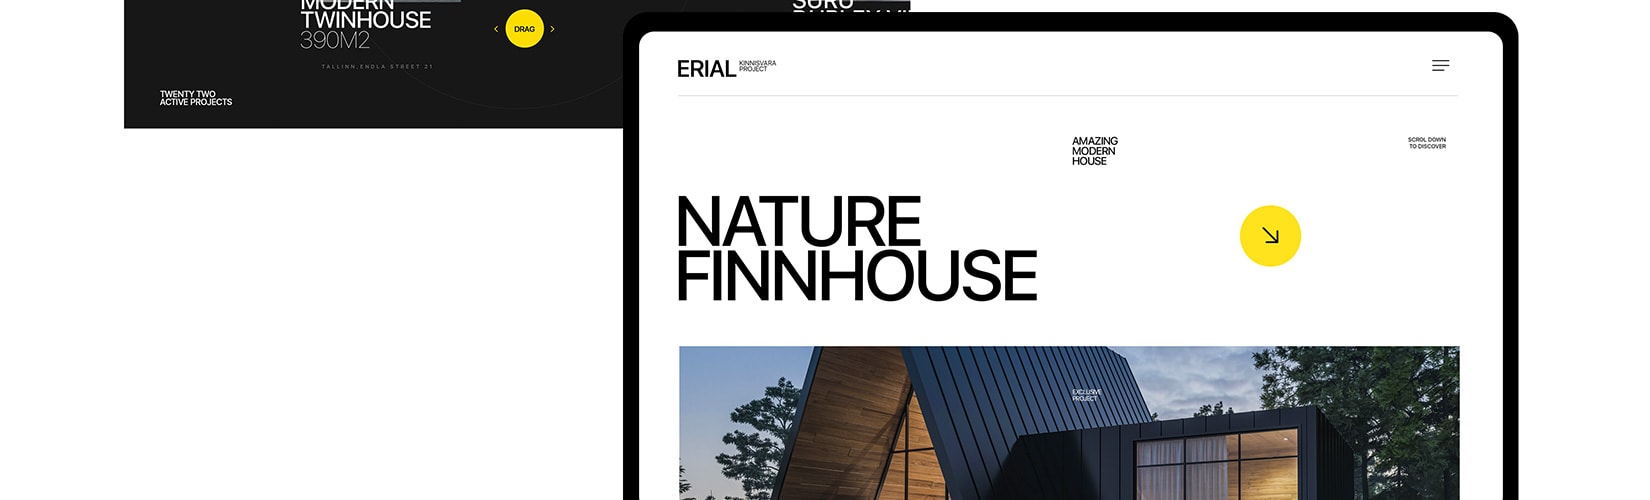 MODERN
TWINHOUSE
390M2
DRAG
TALLINN, ENDLA STREET 21
TWENTY TWO
ACTIVE PROJECTS
SURU
ERIAL
KINNISVARA
PROJECT
AMAZING
MODERN
HOUSE
SCROL DOWN
TO DISCOVER
NATURE
FINNHOUSE
EXCLUSIVE
PROJECT